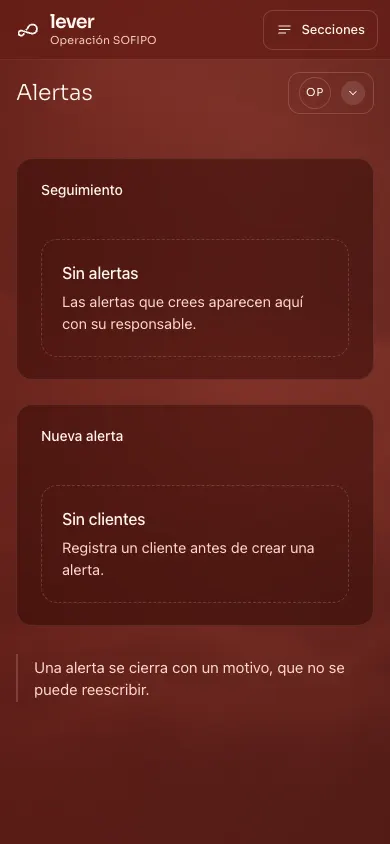 lever
Operación SOFIPO
Secciones
Alertas
OP
Seguimiento
Sin alertas
Las alertas que crees aparecen aquí
con su responsable.
Nueva alerta
Sin clientes
Registra un cliente antes de crear una
alerta.
Una alerta se cierra con un motivo, que no se
puede reescribir.